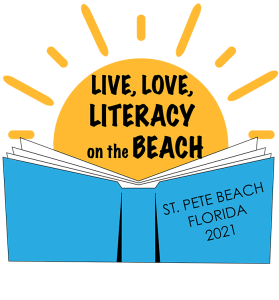 LIVE, LOVE,
LITERACY
on the BEACH
ST. PETE BEACH
FLORIDA
2021